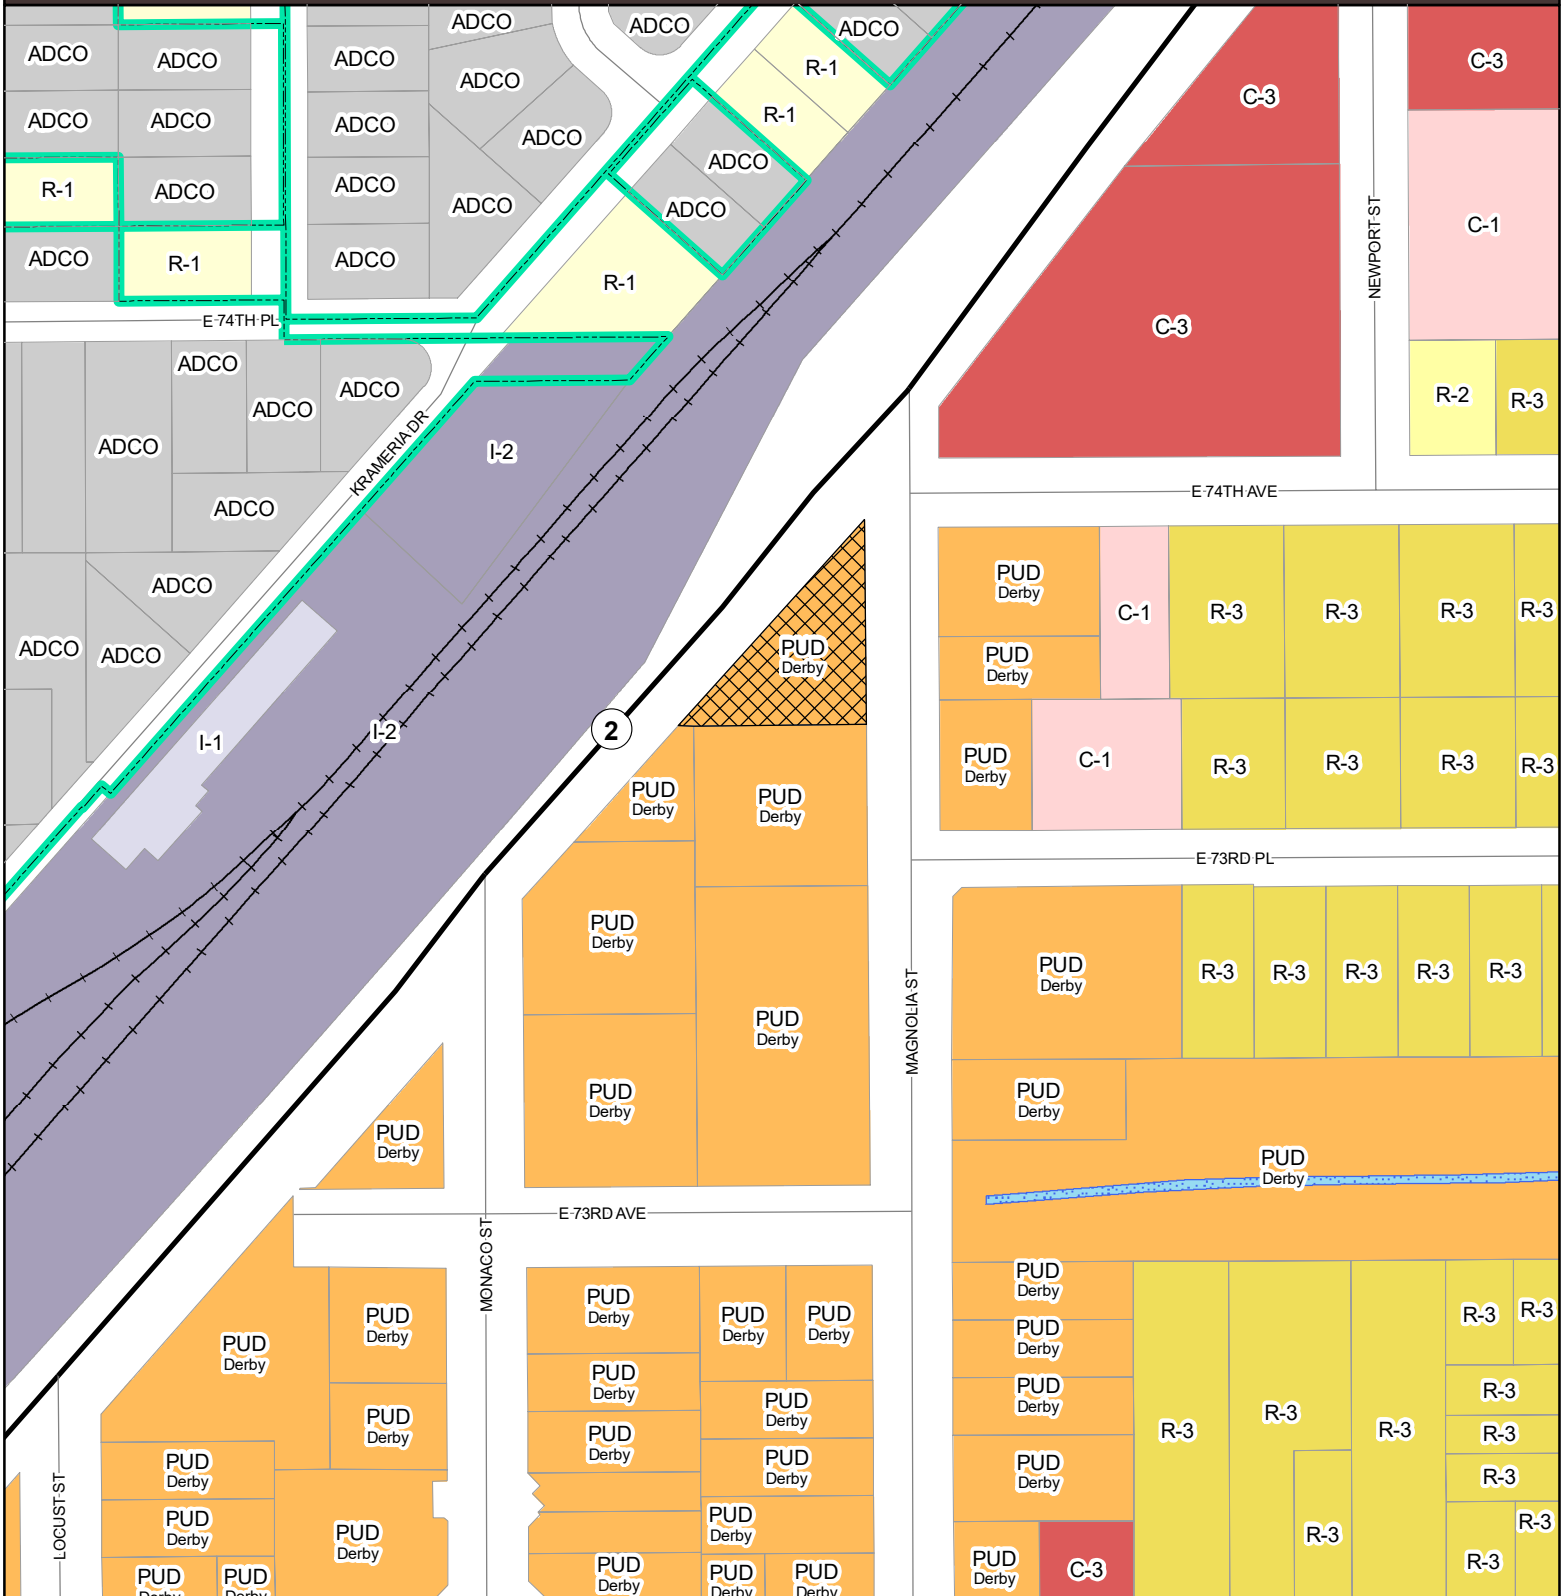 ADCO
ADCO
ADCO
ADCO
ADCO
ADCO
R-1
ADCO
ADCO
ADCO
ADCO
R-1
ADCO
ADCO
R-1
ADCO
ADCO
ADCO
ADCO
ADCO
ADCO
ADCO
R-1
ADCO
R-1
C-3
C-3
C-1
NEWPORT ST
C-3
R-2
R-3
E 74TH PL
ADCO
ADCO
ADCO
ADCO
ADCO
KRAMERIA DR
I-2
ADCO
ADCO
ADCO
I-1
I-2
2
E 74TH AVE
PUD
Derby
C-1
R-3
R-3
R-3
R-3
PUD
Derby
PUD
Derby
PUD
Derby
C-1
R-3
R-3
R-3
R-3
PUD
Derby
PUD
Derby
E 73RD PL
PUD
Derby
PUD
Derby
R-3
R-3
R-3
R-3
R-3
MAGNOLIA ST
PUD
Derby
PUD
Derby
PUD
Derby
PUD
Derby
PUD
Derby
E 73RD AVE
MONACO ST
PUD
Derby
PUD
Derby
PUD
Derby
PUD
Derby
PUD
Derby
PUD
Derby
R-3
R-3
PUD
Derby
PUD
Derby
PUD
Derby
PUD
Derby
PUD
Derby
PUD
Derby
R-3
R-3
R-3
R-3
R-3
PUD
Derby
PUD
Derby
PUD
Derby
R-3
LOCUST ST
PUD
Derby
PUD
Derby
PUD
Derby
R-3
R-3
R-3
PUD
Derby
PUD
Derby
PUD
Derby
PUD
Derby
PUD
Derby
PUD
Derby
C-3